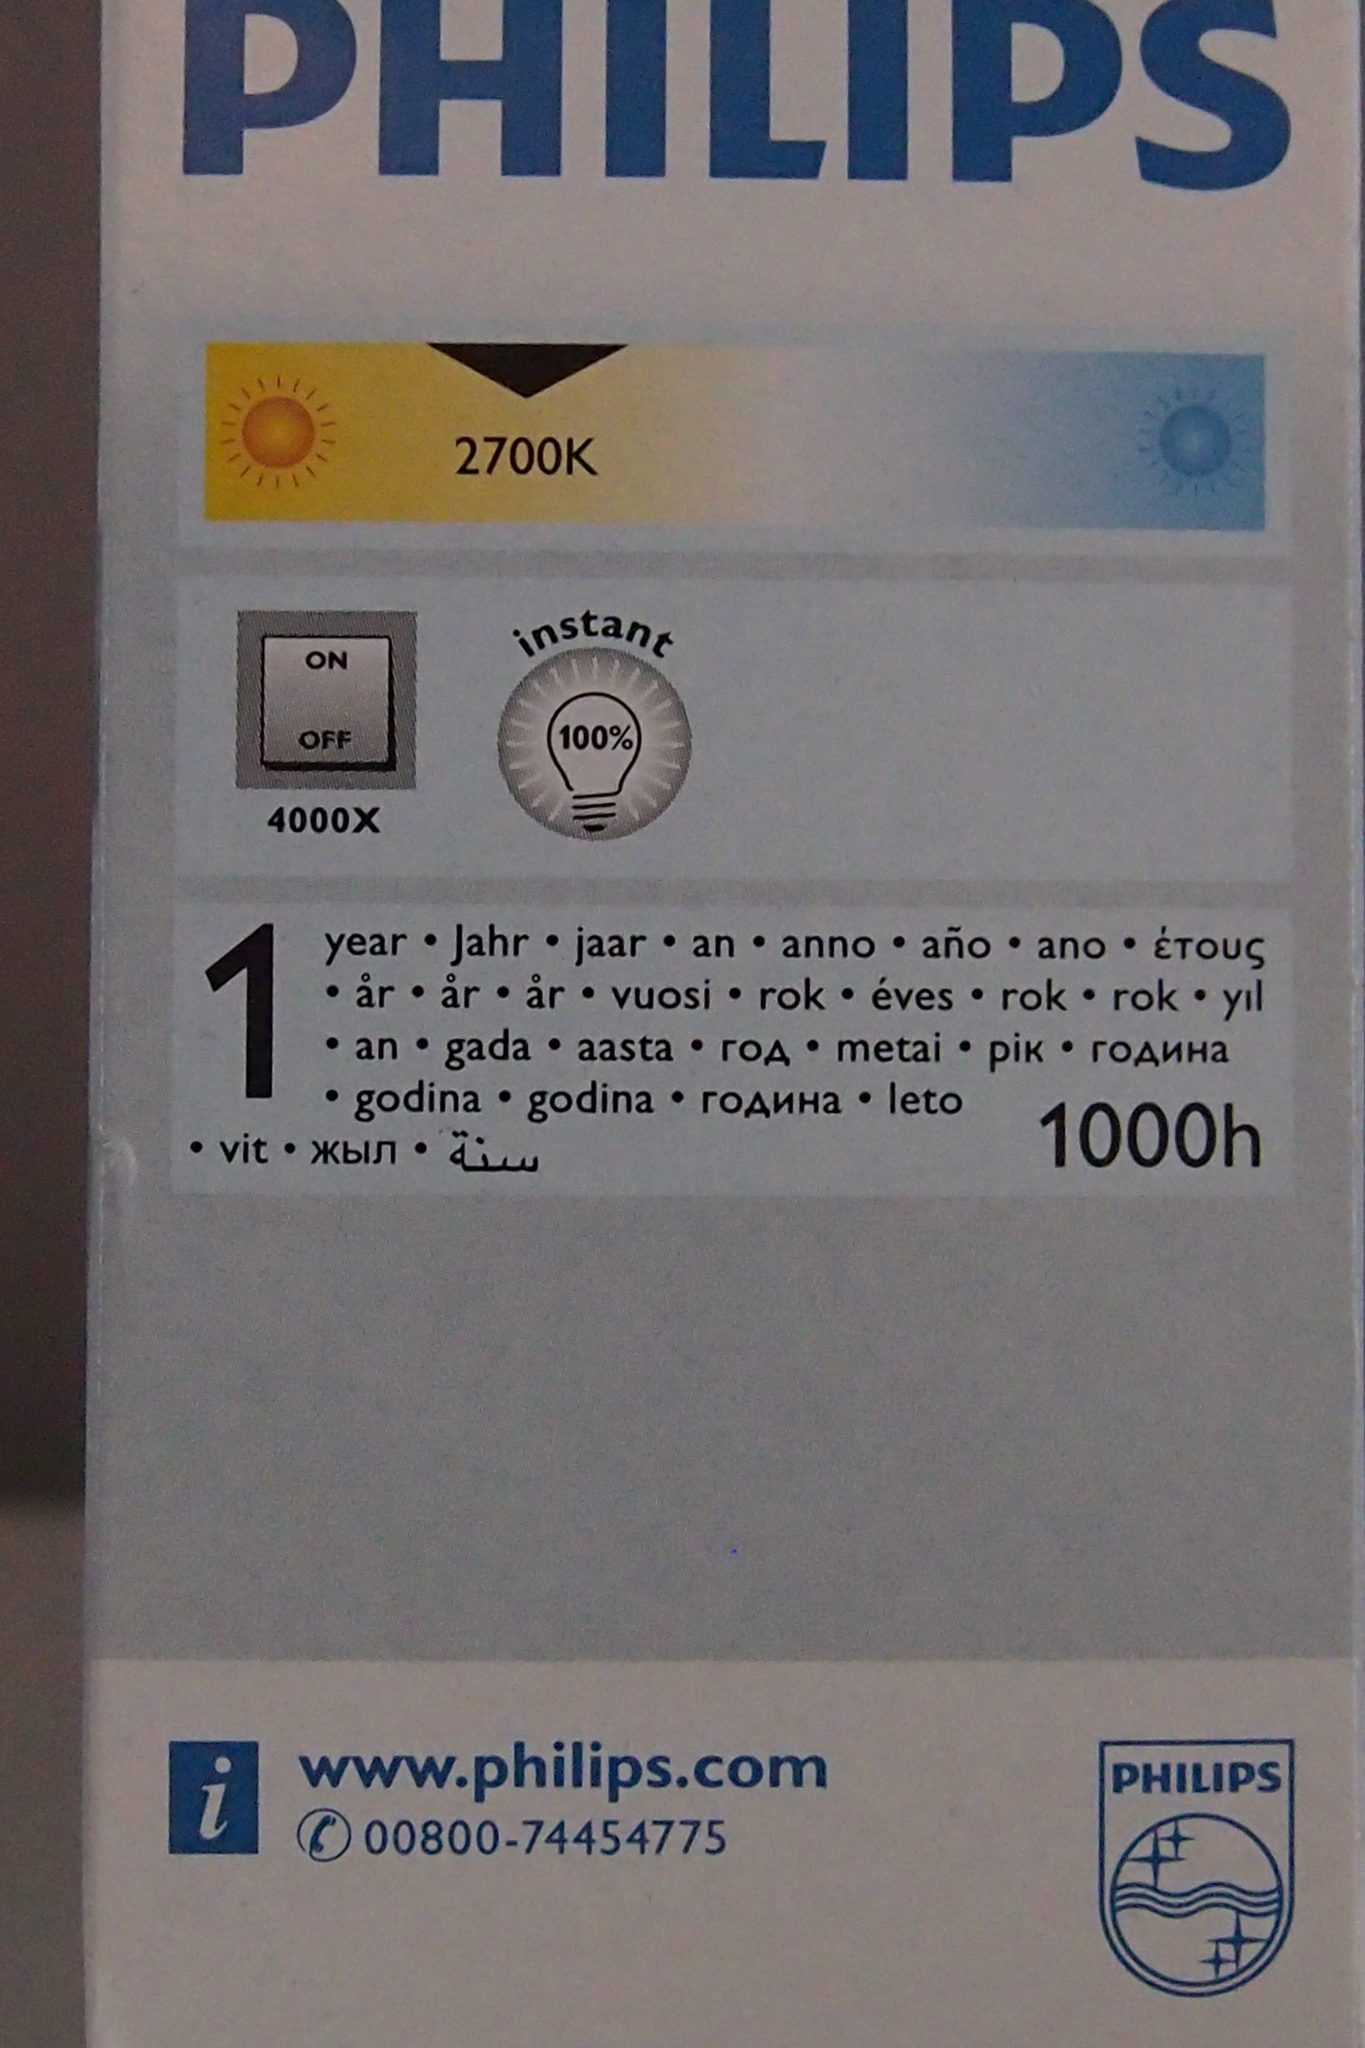 PHILIPS
2700K
ON
OFF
4000X
instant
100%
1
year • Jahr • jaar • an • anno • año • ano • έτους
• år • år • år • vuosi • rok • éves • rok • rok • yıl
• an • gada • aasta • год • metai • рік • година
• godina • godina • година • leto
• vit • жыл • سنة
1000h
i www.philips.com
00800-74454775
PHILIPS